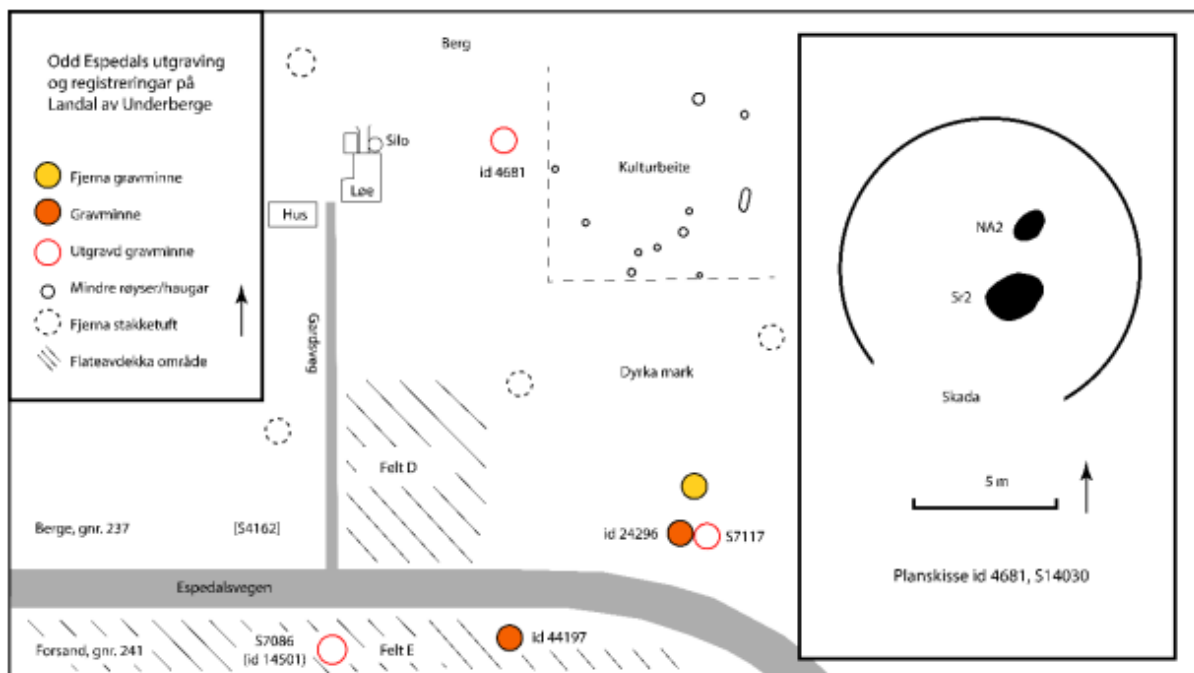 Odd Espedals utgraving
og registreringar på
Landal av Underberge
Fjerna gravminne
Gravminne
Utgravd gravminne
Mindre røyser/haugar
Fjerna stakketuft
Flateavdekka område
Berg
Silo
Løe
Hus
id 4681
Kulturbeite
Gardsveg
Dyrka mark
Felt D
Berge, gnr. 237
[S4162]
id 24296
S7117
Espedalsvegen
Forsand, gnr. 241
S7086
(id 14501)
Felt E
id 44197
NA2
Sr2
Skada
5 m
Planskisse id 4681, S14030